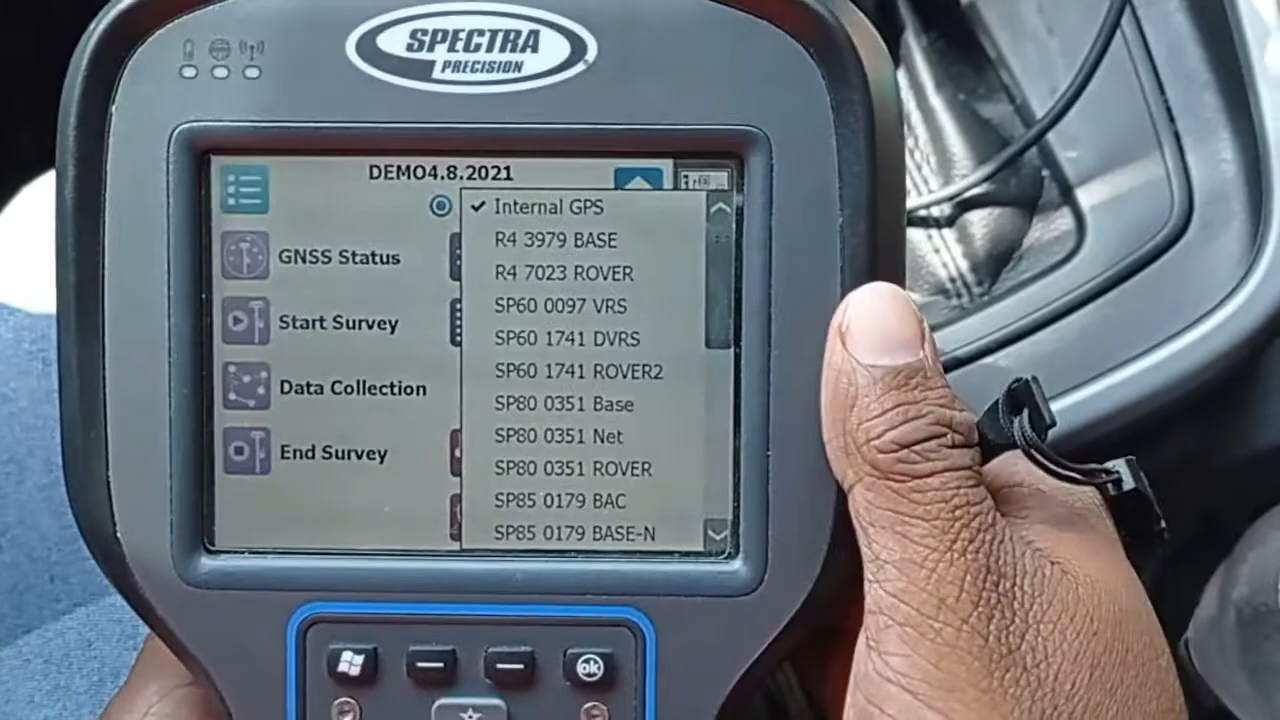 SPECTRA
PRECISION
DEMO4.8.2021
GNSS Status
Start Survey
Data Collection
End Survey
Internal GPS
R4 3979 BASE
R4 7023 ROVER
SP60 0097 VRS
SP60 1741 DVRS
SP60 1741 ROVER2
SP80 0351 Base
SP80 0351 Net
SP80 0351 ROVER
SP85 0179 BAC
SP85 0179 BASE-N
ok